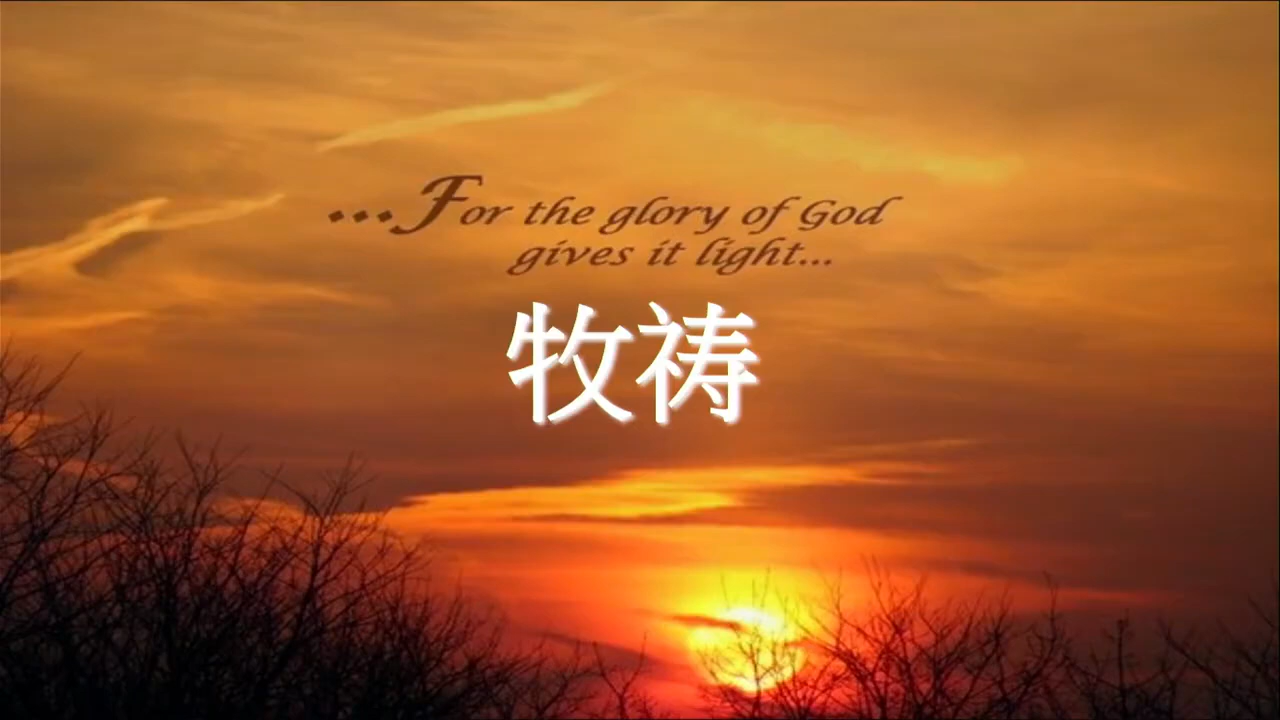 ...For the glory of God
gives it light...
牧祷